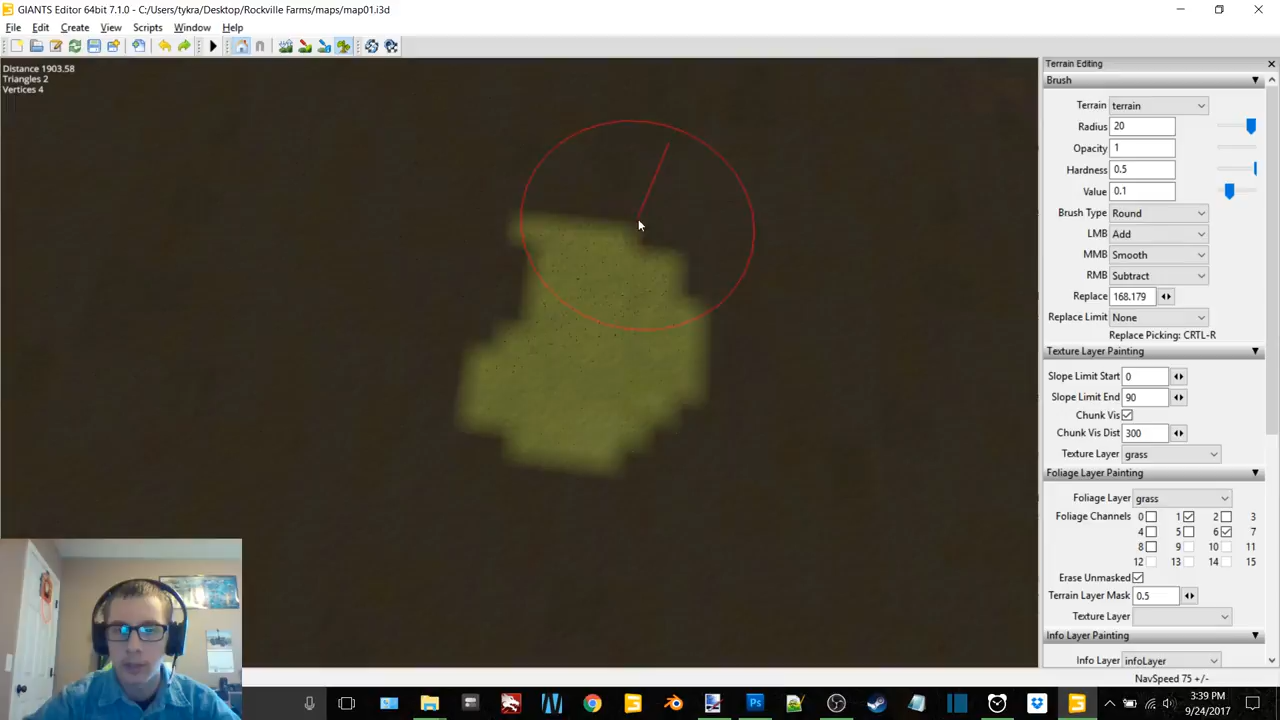 GIANTS Editor 64bit 7.1.0 - C:/Users/tykra/Desktop/Rockville Farms/maps/map01.i3d
File Edit Create View Scripts Window Help
Distance 1903.58
Triangles 2
Vertices 4
Terrain Editing
Brush
Terrain terrain
Radius 20
Opacity 1
Hardness 0.5
Value 0.1
Brush Type Round
LMB Add
MMB Smooth
RMB Subtract
Replace 168.179
Replace Limit None
Replace Picking: CRTL-R
Texture Layer Painting
Slope Limit Start 0
Slope Limit End 90
Chunk Vis
Chunk Vis Dist 300
Texture Layer grass
Foliage Layer Painting
Foliage Layer grass
Foliage Channels 0 1 2 3
4 5 6 7
8 9 10 11
12 13 14 15
Erase Unmasked
Terrain Layer Mask 0.5
Texture Layer
Info Layer Painting
Info Layer infoLayer
NavSpeed 75 +/-
3:39 PM
9/24/2017